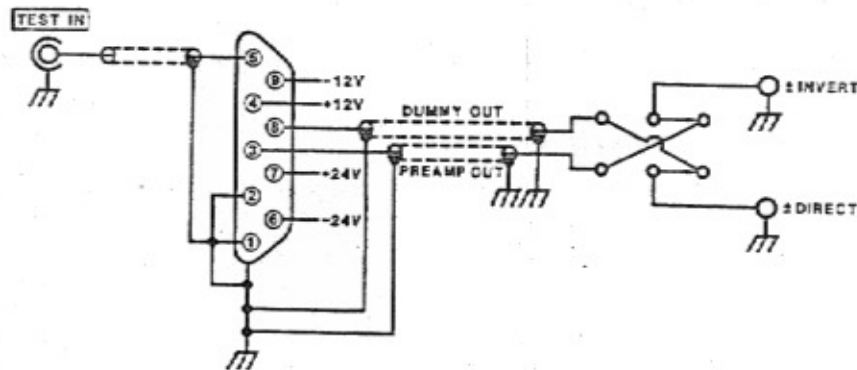 TEST IN
5
9 -12V
4 +12V
8 DUMMY OUT
3 PREAMP OUT
7 +24V
2
6 -24V
1
± INVERT
± DIRECT